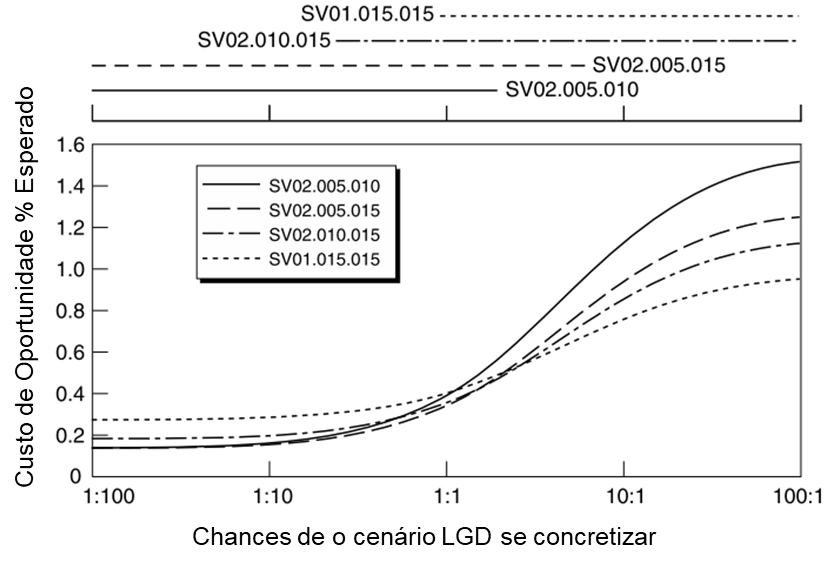 SV01.015.015
SV02.010.015
SV02.005.015
SV02.005.010
Custo de Oportunidade % Esperado
1.6
1.4
1.2
1.0
0.8
0.6
0.4
0.2
0
SV02.005.010
SV02.005.015
SV02.010.015
SV01.015.015
1:100 1:10 1:1 10:1 100:1
Chances de o cenário LGD se concretizar